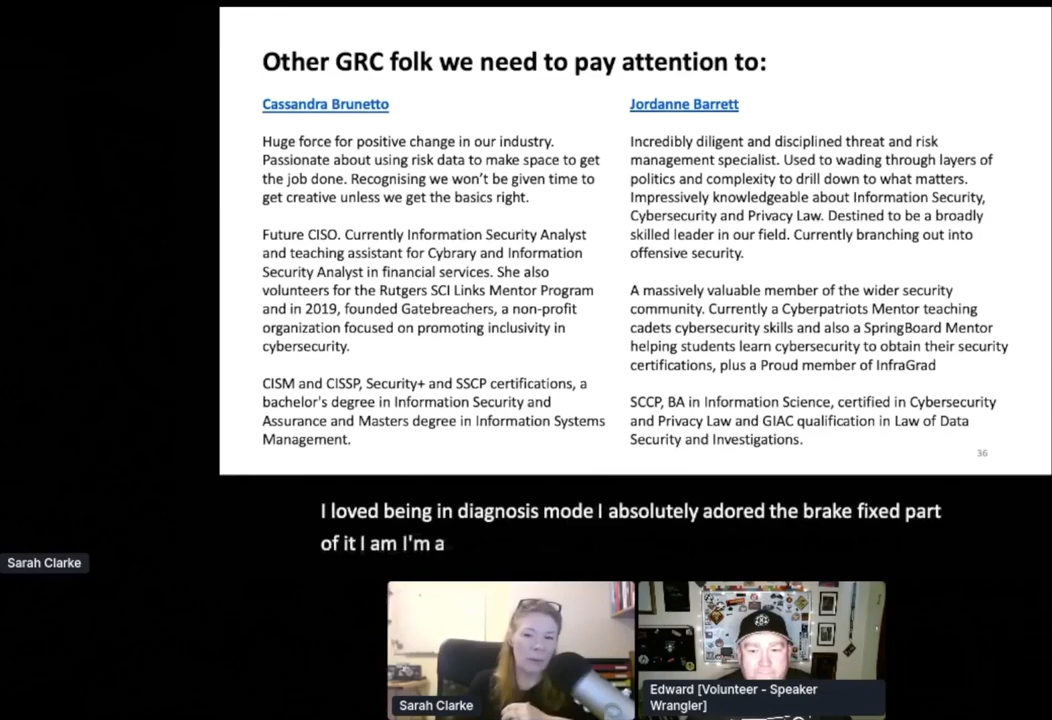 Other GRC folk we need to pay attention to:
Cassandra Brunetto
Huge force for positive change in our industry.
Passionate about using risk data to make space to get
the job done. Recognising we won't be given time to
get creative unless we get the basics right.
Future CISO. Currently Information Security Analyst
and teaching assistant for Cybrary and Information
Security Analyst in financial services. She also
volunteers for the Rutgers SCI Links Mentor Program
and in 2019, founded Gatebreachers, a non-profit
organization focused on promoting inclusivity in
cybersecurity.
CISM and CISSP, Security+ and SSCP certifications, a
bachelor's degree in Information Security and
Assurance and Masters degree in Information Systems
Management.
Jordanne Barrett
Incredibly diligent and disciplined threat and risk
management specialist. Used to wading through layers of
politics and complexity to drill down to what matters.
Impressively knowledgeable about Information Security,
Cybersecurity and Privacy Law. Destined to be a broadly
skilled leader in our field. Currently branching out into
offensive security.
A massively valuable member of the wider security
community. Currently a Cyberpatriots Mentor teaching
cadets cybersecurity skills and also a SpringBoard Mentor
helping students learn cybersecurity to obtain their security
certifications, plus a Proud member of InfraGrad
SCCP, BA in Information Science, certified in Cybersecurity
and Privacy Law and GIAC qualification in Law of Data
Security and Investigations.
36
I loved being in diagnosis mode I absolutely adored the brake fixed part
of it I am I'm a
Sarah Clarke
Sarah Clarke
Edward [Volunteer - Speaker
Wrangler]